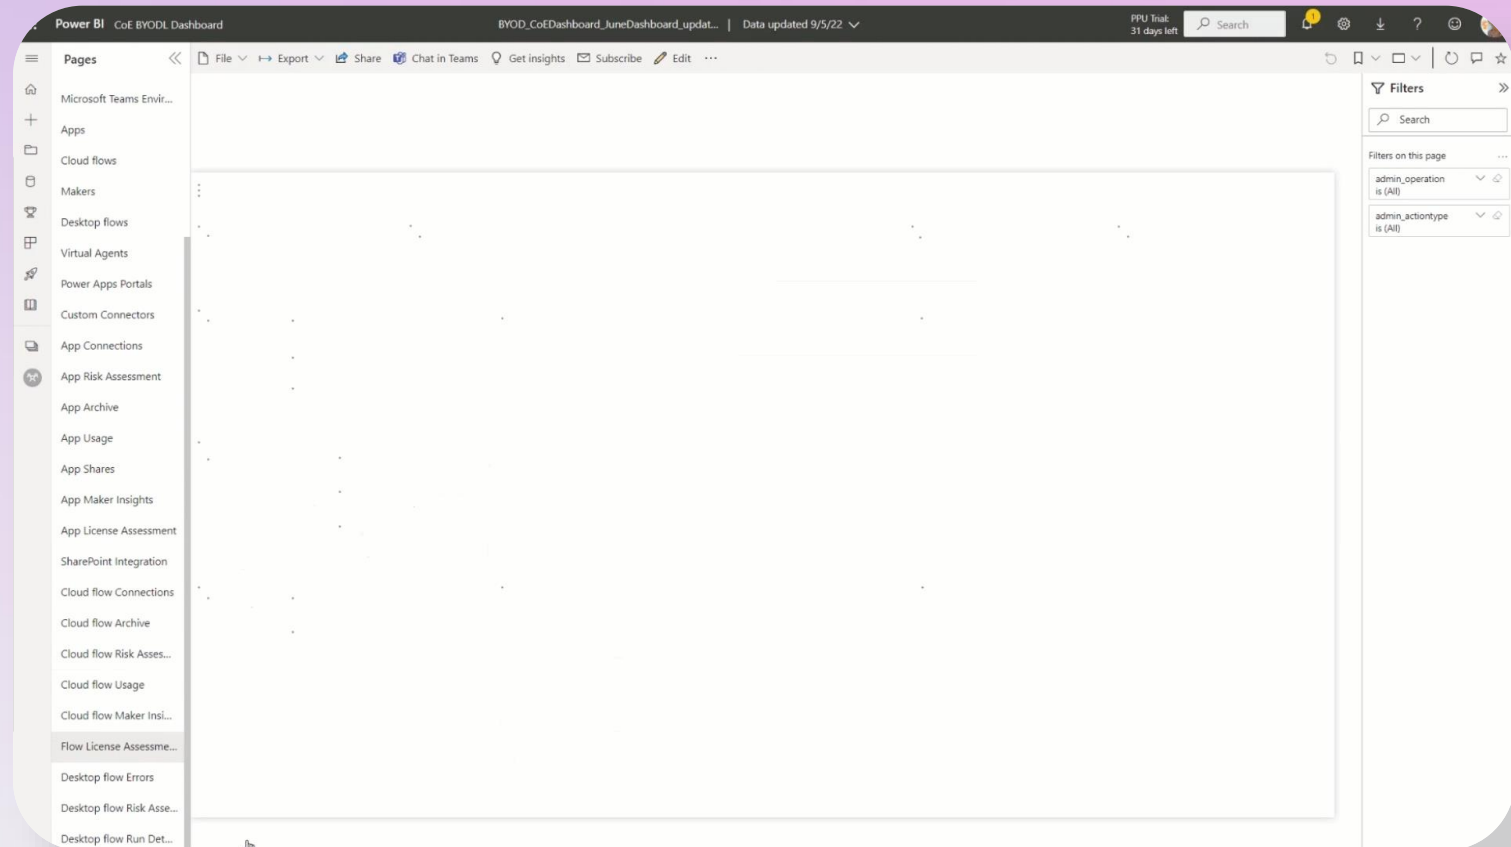 Power BI CoE BYODL Dashboard
BYOD_CoEDashboard_JuneDashboard_updat... | Data updated 9/5/22
PPU Trial:
31 days left
Search
1
Pages
File
Export
Share
Chat in Teams
Get insights
Subscribe
Edit
...
Microsoft Teams Envir...
Apps
Cloud flows
Makers
Desktop flows
Virtual Agents
Power Apps Portals
Custom Connectors
App Connections
App Risk Assessment
App Archive
App Usage
App Shares
App Maker Insights
App License Assessment
SharePoint Integration
Cloud flow Connections
Cloud flow Archive
Cloud flow Risk Asses...
Cloud flow Usage
Cloud flow Maker Insi...
Flow License Assessme...
Desktop flow Errors
Desktop flow Risk Asse...
Desktop flow Run Det...
Filters
Search
Filters on this page
...
admin_operation
is (All)
admin_actiontype
is (All)